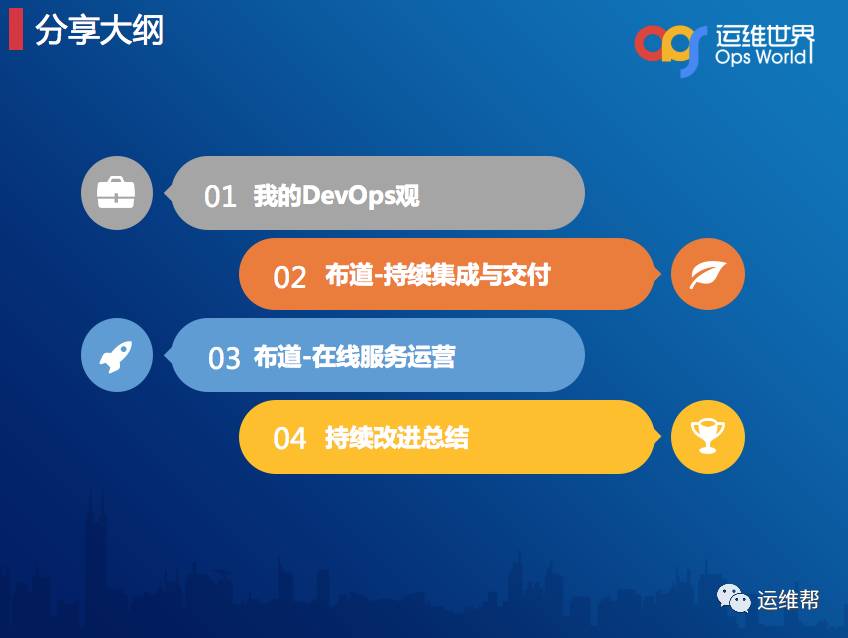 分享大纲
ops
运维世界
Ops World
01 我的DevOps观
02 布道-持续集成与交付
03 布道-在线服务运营
04 持续改进总结
运维帮